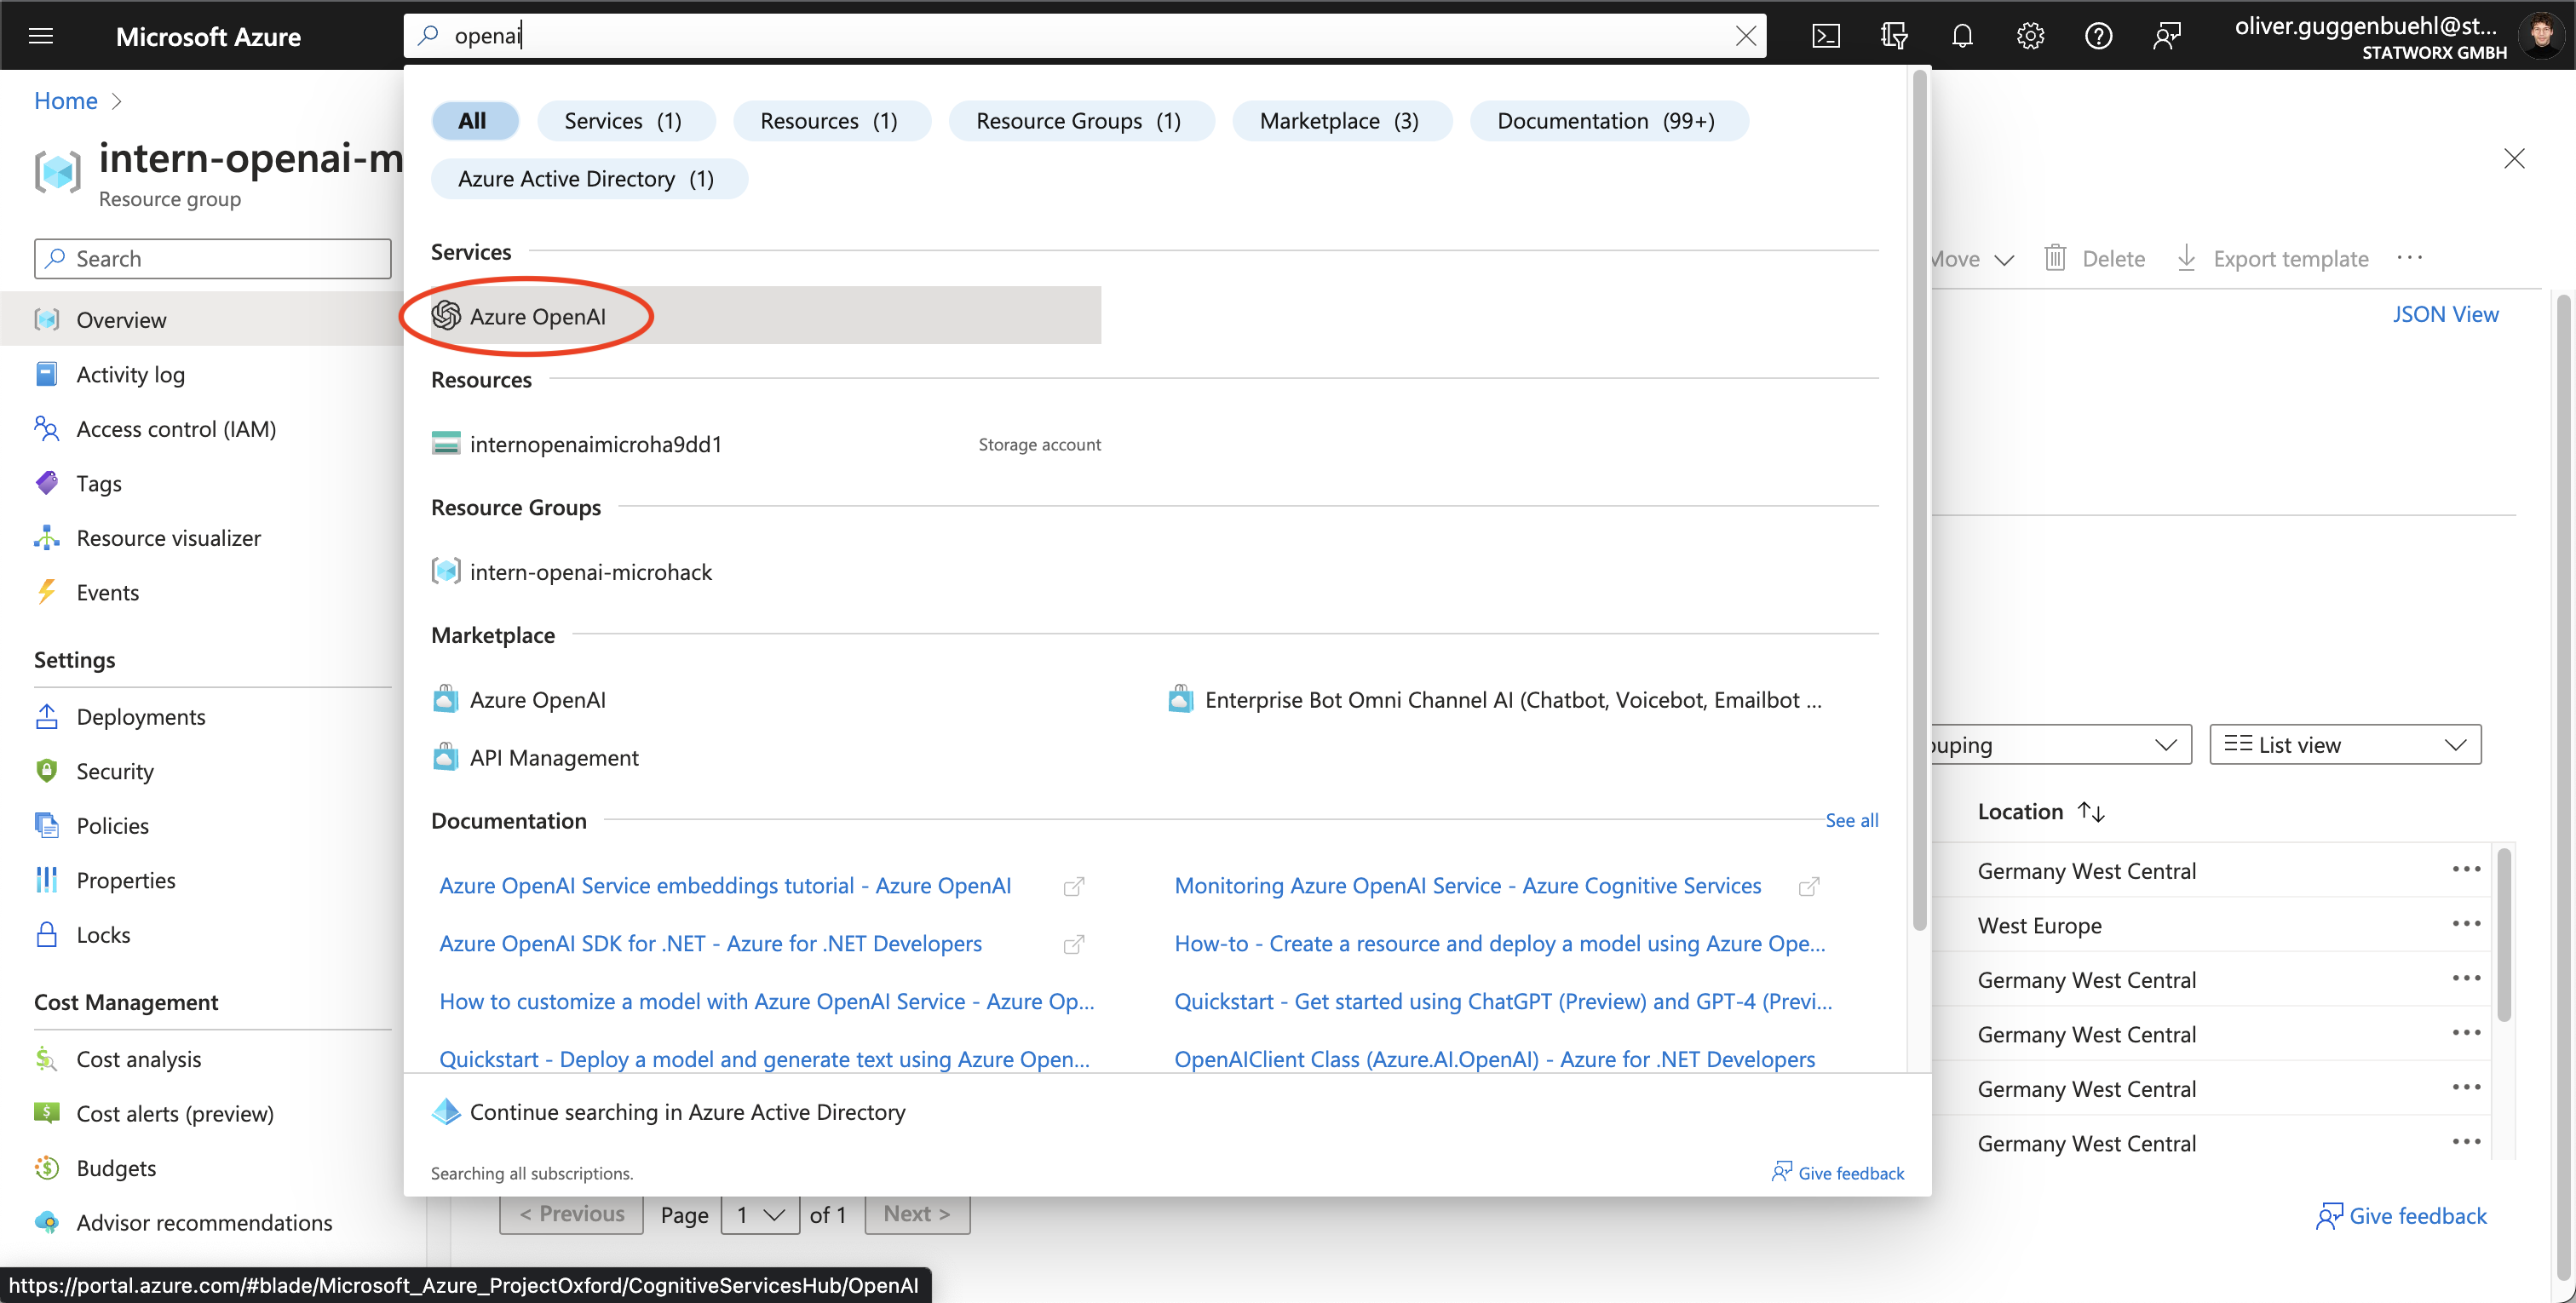 Microsoft Azure
openai
oliver.guggenbuehl@st...
STATWORX GMBH
Home
intern-openai-m
Resource group
Search
Overview
Activity log
Access control (IAM)
Tags
Resource visualizer
Events
Settings
Deployments
Security
Policies
Properties
Locks
Cost Management
Cost analysis
Cost alerts (preview)
Budgets
Advisor recommendations
All
Services (1)
Resources (1)
Resource Groups (1)
Marketplace (3)
Documentation (99+)
Azure Active Directory (1)
Services
Azure OpenAI
Resources
internopenaimicroha9dd1
Storage account
Resource Groups
intern-openai-microhack
Marketplace
Azure OpenAI
Enterprise Bot Omni Channel AI (Chatbot, Voicebot, Emailbot ...
API Management
Documentation
See all
Azure OpenAI Service embeddings tutorial - Azure OpenAI
Monitoring Azure OpenAI Service - Azure Cognitive Services
Azure OpenAI SDK for .NET - Azure for .NET Developers
How-to - Create a resource and deploy a model using Azure Ope...
How to customize a model with Azure OpenAI Service - Azure Op...
Quickstart - Get started using ChatGPT (Preview) and GPT-4 (Previ...
Quickstart - Deploy a model and generate text using Azure Open...
OpenAIClient Class (Azure.AI.OpenAI) - Azure for .NET Developers
Continue searching in Azure Active Directory
Searching all subscriptions.
Give feedback
Move
Delete
Export template
...
JSON View
ouping
List view
Location
Germany West Central
West Europe
Germany West Central
Germany West Central
Germany West Central
Germany West Central
< Previous
Page
1
of 1
Next >
Give feedback
https://portal.azure.com/#blade/Microsoft_Azure_ProjectOxford/CognitiveServicesHub/OpenAI